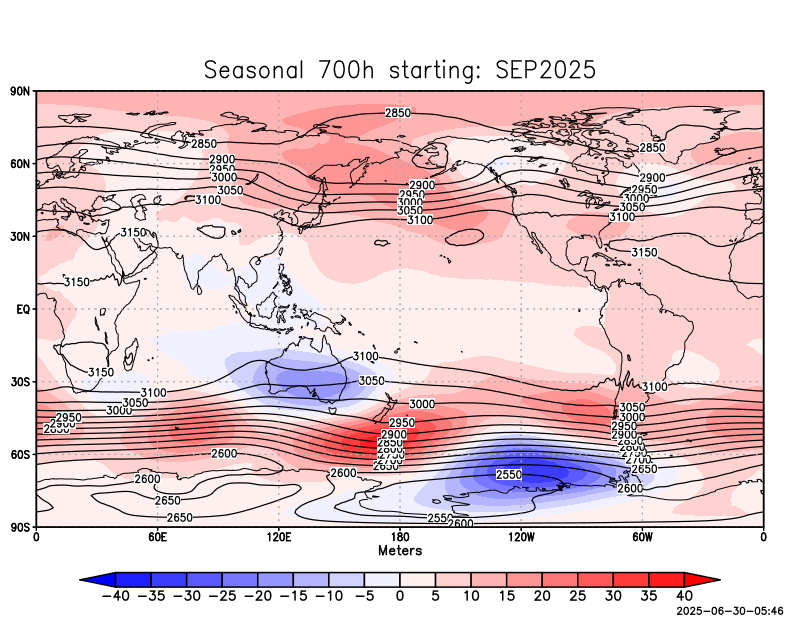 Seasonal 700h starting: SEP2025
90N
2850
2850 2850
60N 2900 2900 2900
2950 2950 2950
3000 3000 3000
3050 3050 3050
3100 3100 3100
30N 3150 3150
3150
EQ
3100
3150 3050
30S 3100 3100
3050 3000 3050
3000 3000
2950 2950 2950
2900 2900 2900
2850 2850 2800
2750
60S 2600 2650 2700
2650
2600 2600 2550 2600
2650
2650 2550
90S 2600
0 60E 120E 180 120W 60W 0
Meters
−40 −35 −30 −25 −20 −15 −10 −5 0 5 10 15 20 25 30 35 40
2025-06-30-05:46